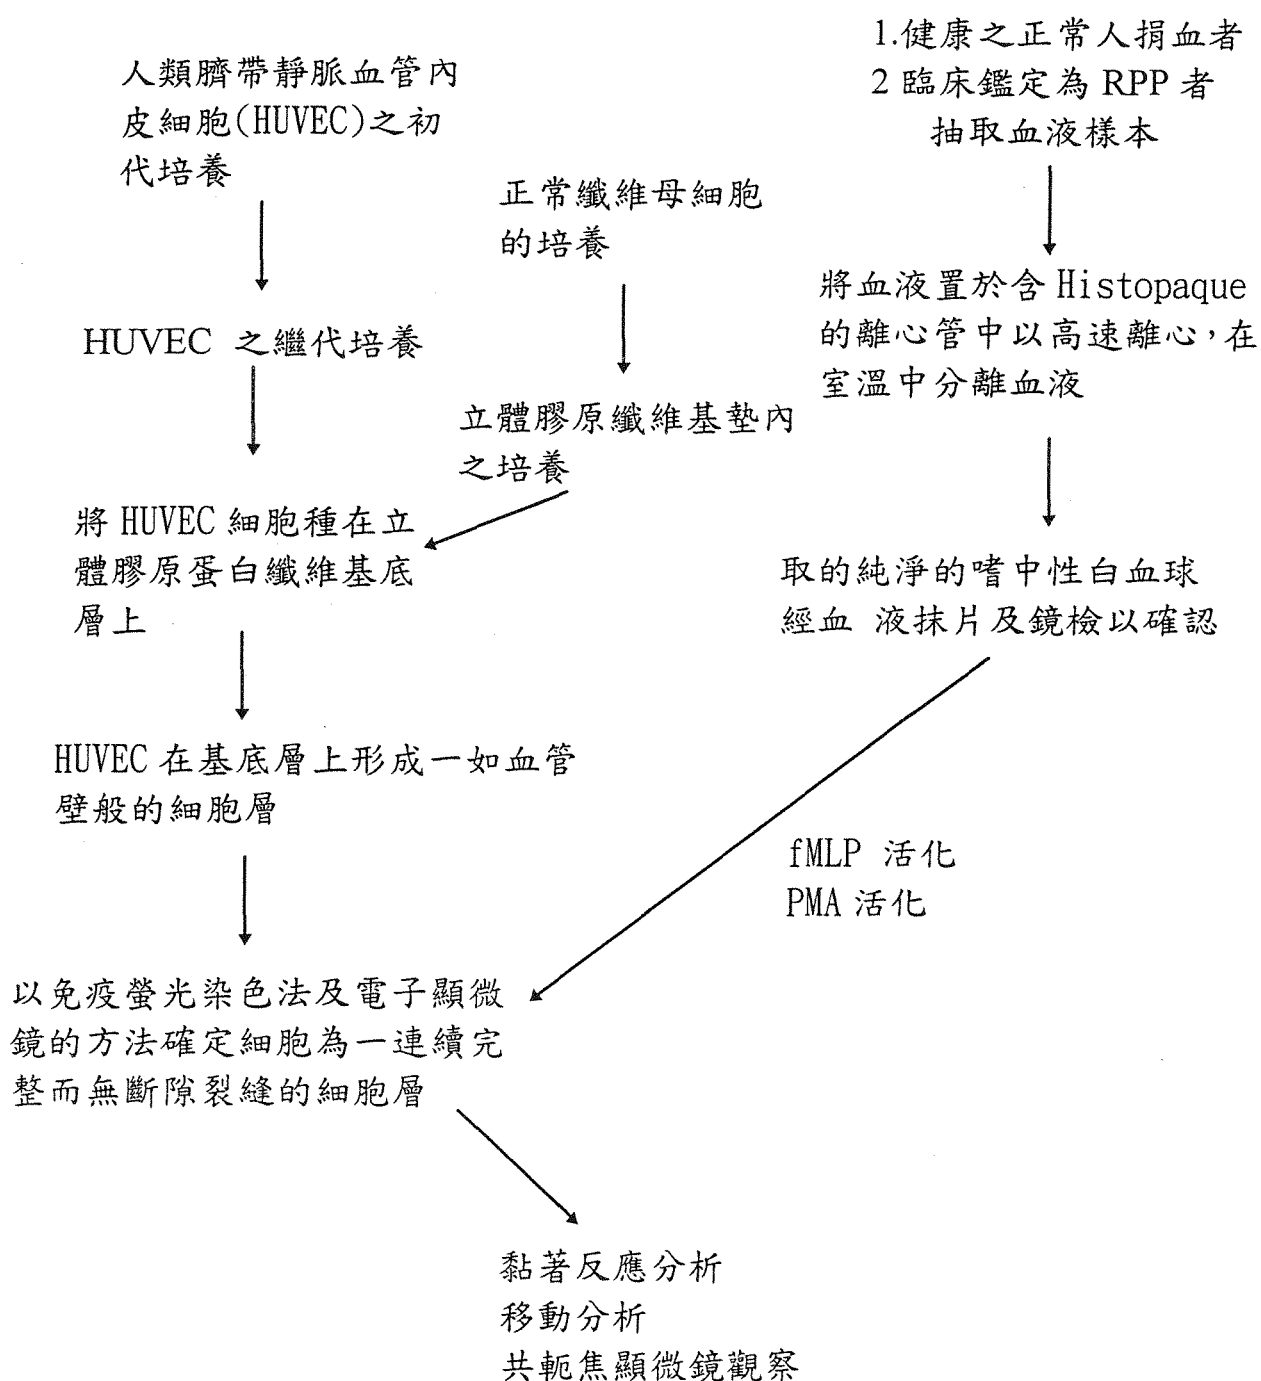 人類臍帶靜脈血管內
皮細胞(HUVEC)之初
代培養
HUVEC 之繼代培養
正常纖維母細胞
的培養
立體膠原纖維基墊內
之培養
將 HUVEC 細胞種在立
體膠原蛋白纖維基底
層上
HUVEC 在基底層上形成一如血管
壁般的細胞層
1.健康之正常人捐血者
2 臨床鑑定為 RPP 者
抽取血液樣本
將血液置於含 Histopaque
的離心管中以高速離心，在
室溫中分離血液
取的純淨的嗜中性白血球
經血 液抹片及鏡檢以確認
fMLP 活化
PMA 活化
以免疫螢光染色法及電子顯微
鏡的方法確定細胞為一連續完
整而無斷隙裂縫的細胞層
黏著反應分析
移動分析
共軛焦顯微鏡觀察